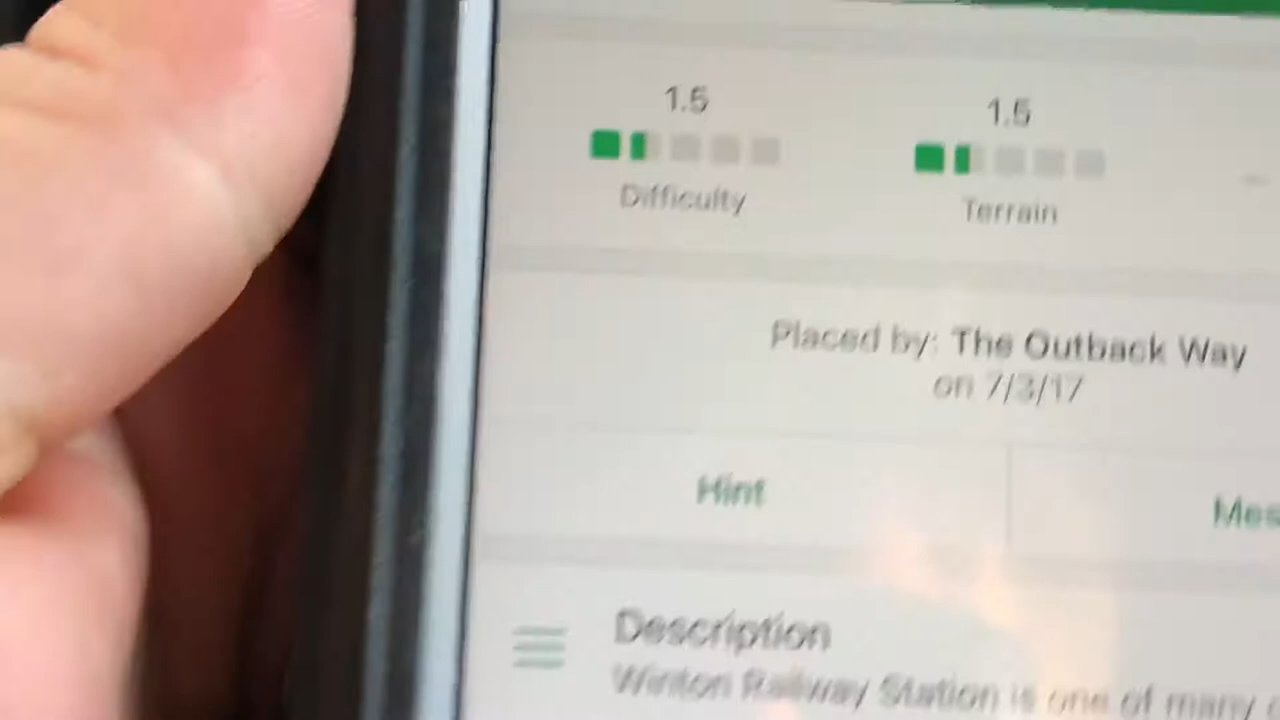 1.5
1.5
Difficulty
Terrain
Placed by: The Outback Way
on 7/3/17
Hint
Mes
Description
Winton Railway Station is one of many